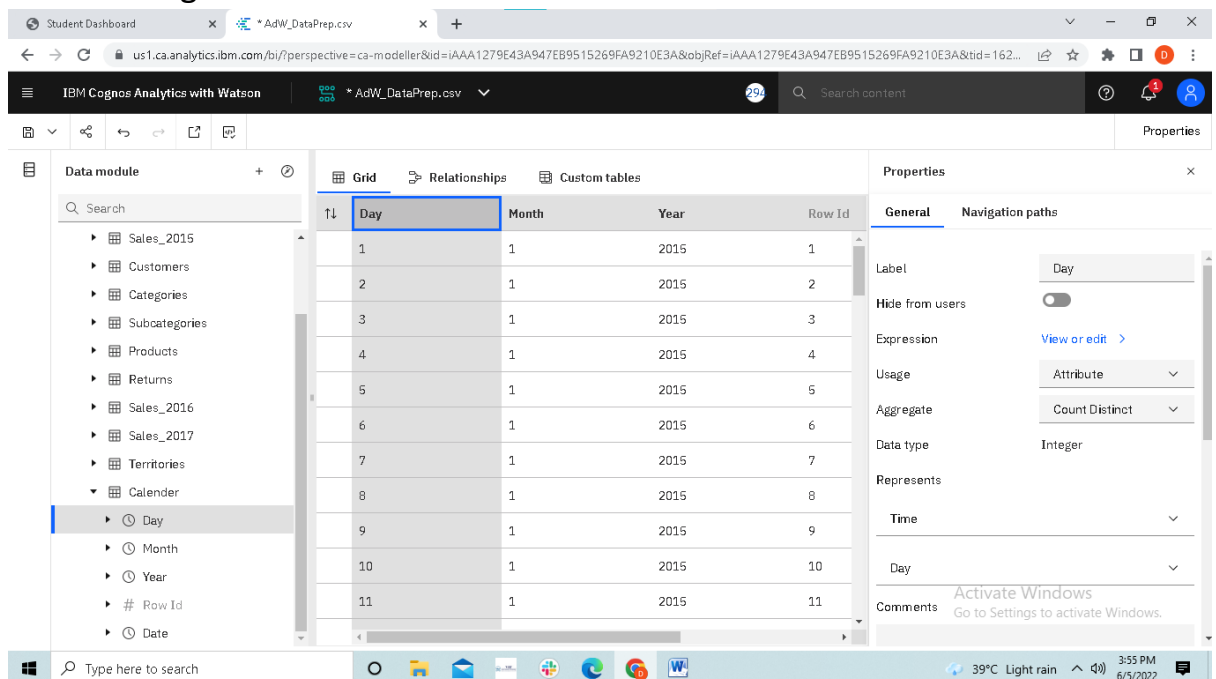 Student Dashboard
* AdW_DataPrep.csv
us1.ca.analytics.ibm.com/bi/?perspective=ca-modeller&id=iAAA1279E43A947EB9515269FA9210E3A&objRef=iAAA1279E43A947EB9515269FA9210E3A&tid=162...
D
IBM Cognos Analytics with Watson
* AdW_DataPrep.csv
294
Search content
1
Properties
Data module
Search
Sales_2015
Customers
Categories
Subcategories
Products
Returns
Sales_2016
Sales_2017
Territories
Calender
Day
Month
Year
# Row Id
Date
Grid Relationships Custom tables
Day Month Year Row Id
1 1 2015 1
2 1 2015 2
3 1 2015 3
4 1 2015 4
5 1 2015 5
6 1 2015 6
7 1 2015 7
8 1 2015 8
9 1 2015 9
10 1 2015 10
11 1 2015 11
Properties
General Navigation paths
Label Day
Hide from users
Expression View or edit
Usage Attribute
Aggregate Count Distinct
Data type Integer
Represents
Time
Day
Comments
Activate Windows
Go to Settings to activate Windows.
Type here to search
W
39°C Light rain
3:55 PM
6/5/2022